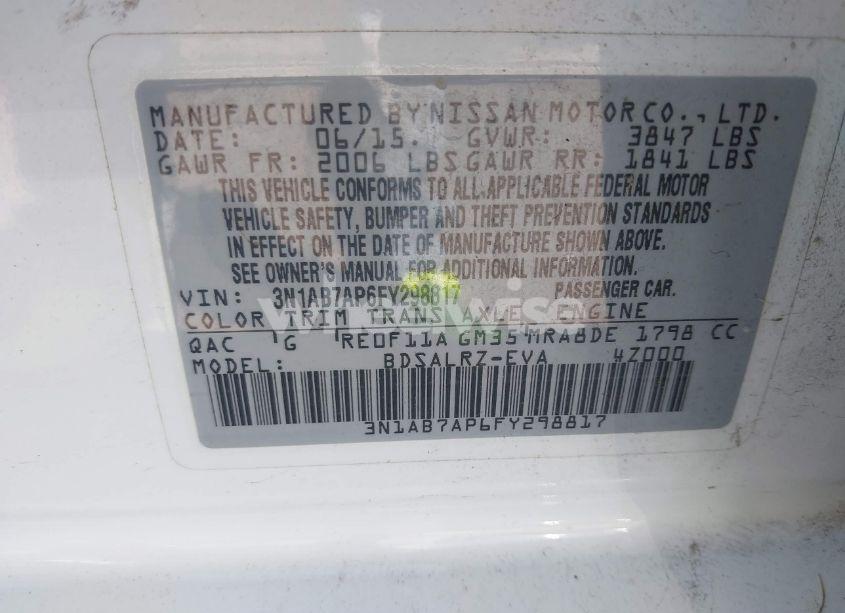 MANUFACTURED BY NISSAN MOTOR CO., LTD.
DATE: 06/15. GVWR: 3847 LBS
GAWR FR: 2006 LBS GAWR RR: 1841 LBS
THIS VEHICLE CONFORMS TO ALL APPLICABLE FEDERAL MOTOR
VEHICLE SAFETY, BUMPER AND THEFT PREVENTION STANDARDS
IN EFFECT ON THE DATE OF MANUFACTURE SHOWN ABOVE.
SEE OWNER'S MANUAL FOR ADDITIONAL INFORMATION.
VIN: 3N1AB7AP6FY298817 PASSENGER CAR.
COLOR TRIM TRANS AXLE ENGINE
QAC G RE0F11A GM35 MRA8DE 1798 CC
MODEL: BDSALRZ-EVA 4Z000
3N1AB7AP6FY298817